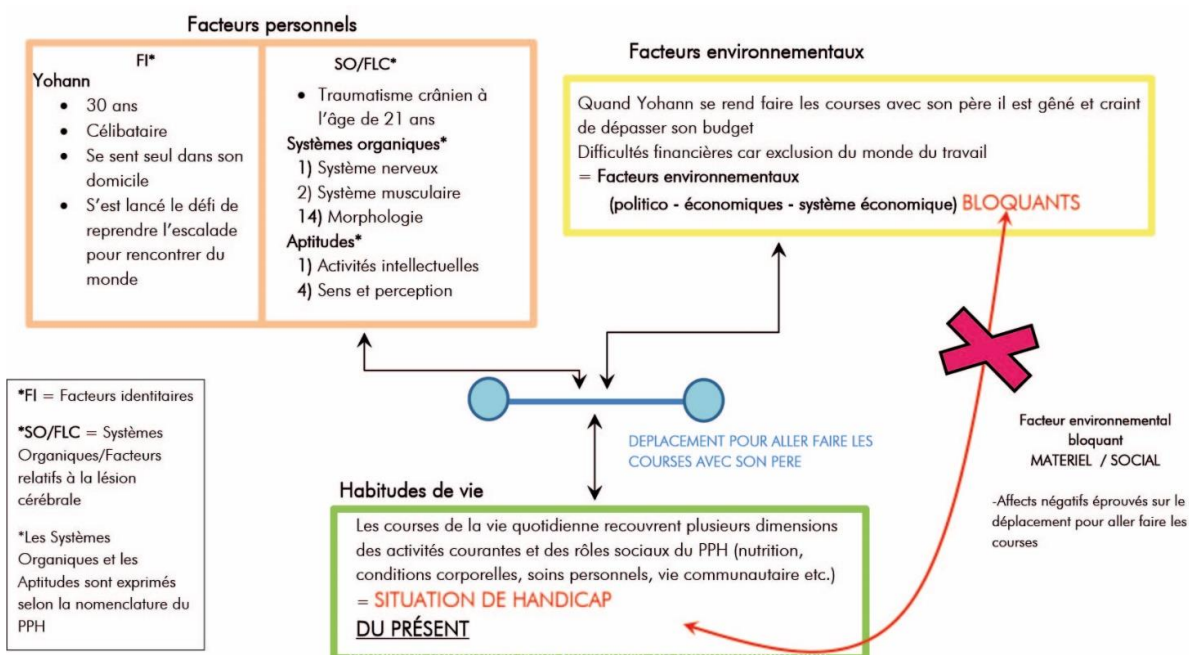 Facteurs personnels
FI*
Yohann
• 30 ans
• Célibataire
• Se sent seul dans son
domicile
• S'est lancé le défi de
reprendre l'escalade
pour rencontrer du
monde
SO/FLC*
• Traumatisme crânien à
l'âge de 21 ans
Systèmes organiques*
1) Système nerveux
2) Système musculaire
14) Morphologie
Aptitudes*
1) Activités intellectuelles
4) Sens et perception
Facteurs environnementaux
Quand Yohann se rend faire les courses avec son père il est gêné et craint
de dépasser son budget
Difficultés financières car exclusion du monde du travail
= Facteurs environnementaux
(politico - économiques - système économique) BLOQUANTS
*FI = Facteurs identitaires
*SO/FLC = Systèmes
Organiques/Facteurs
relatifs à la lésion
cérébrale
*Les Systèmes
Organiques et les
Aptitudes sont exprimés
selon la nomenclature du
PPH
DEPLACEMENT POUR ALLER FAIRE LES
COURSES AVEC SON PERE
Facteur environnemental
bloquant
MATERIEL / SOCIAL
-Affects négatifs éprouvés sur le
déplacement pour aller faire les
courses
Habitudes de vie
Les courses de la vie quotidienne recouvrent plusieurs dimensions
des activités courantes et des rôles sociaux du PPH (nutrition,
conditions corporelles, soins personnels, vie communautaire etc.)
= SITUATION DE HANDICAP
DU PRÉSENT